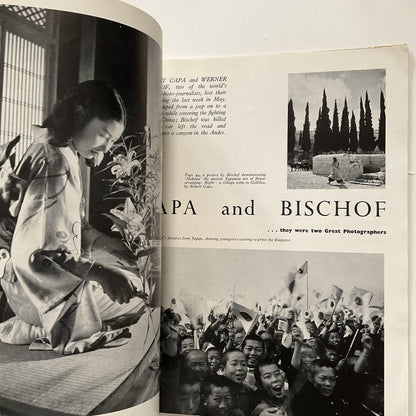 T CAPA and WERNER
OF, two of the world's
photo-journalists, lost their
ing the last week in May.
mped from a jeep on to a
e while covering the fighting
China; Bischof was killed
car left the road and
into a canyon in the Andes.
Page 44, a picture by Bischof demonstrating
"Ikebana" the ancient Japanese art of flower
arranging. Right: a village scene in Galilee,
by Robert Capa.
APA and BISCHOF
. . . they were two Great Photographers
's pictures from Japan, showing youngsters waiting to greet the Emperor.